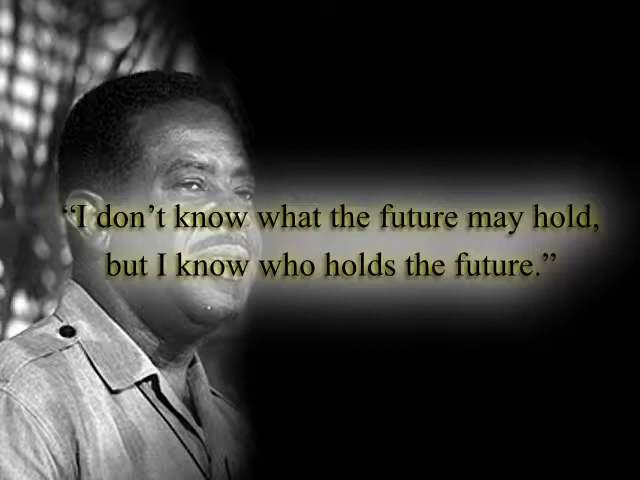 “I don’t know what the future may hold,
but I know who holds the future.”